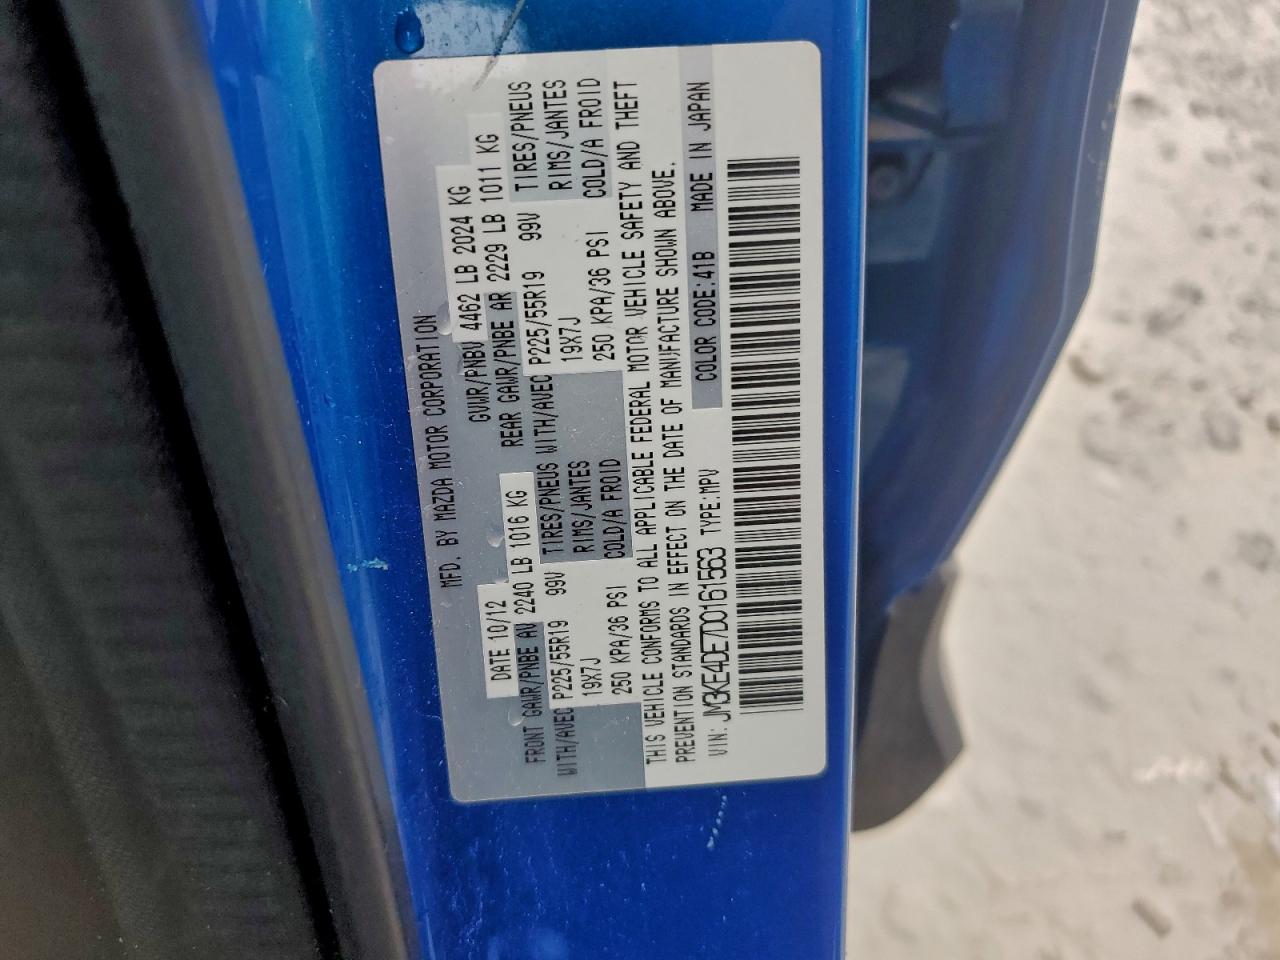 MFD. BY MAZDA MOTOR CORPORATION
DATE 10/12 GVWR/PNBV 4462 LB 2024 KG
FRONT GAWR/PNBE AV 2240 LB 1016 KG REAR GAWR/PNBE AR 2229 LB 1011 KG
WITH/AVEC P225/55R19 99V TIRES/PNEUS WITH/AVEC P225/55R19 99V TIRES/PNEUS
19X7J RIMS/JANTES 19X7J RIMS/JANTES
250 KPA/36 PSI COLD/A FROID 250 KPA/36 PSI COLD/A FROID
THIS VEHICLE CONFORMS TO ALL APPLICABLE FEDERAL MOTOR VEHICLE SAFETY AND THEFT
PREVENTION STANDARDS IN EFFECT ON THE DATE OF MANUFACTURE SHOWN ABOVE.
VIN: JM3KE4DE7D0161563 TYPE:MPV COLOR CODE:41B MADE IN JAPAN